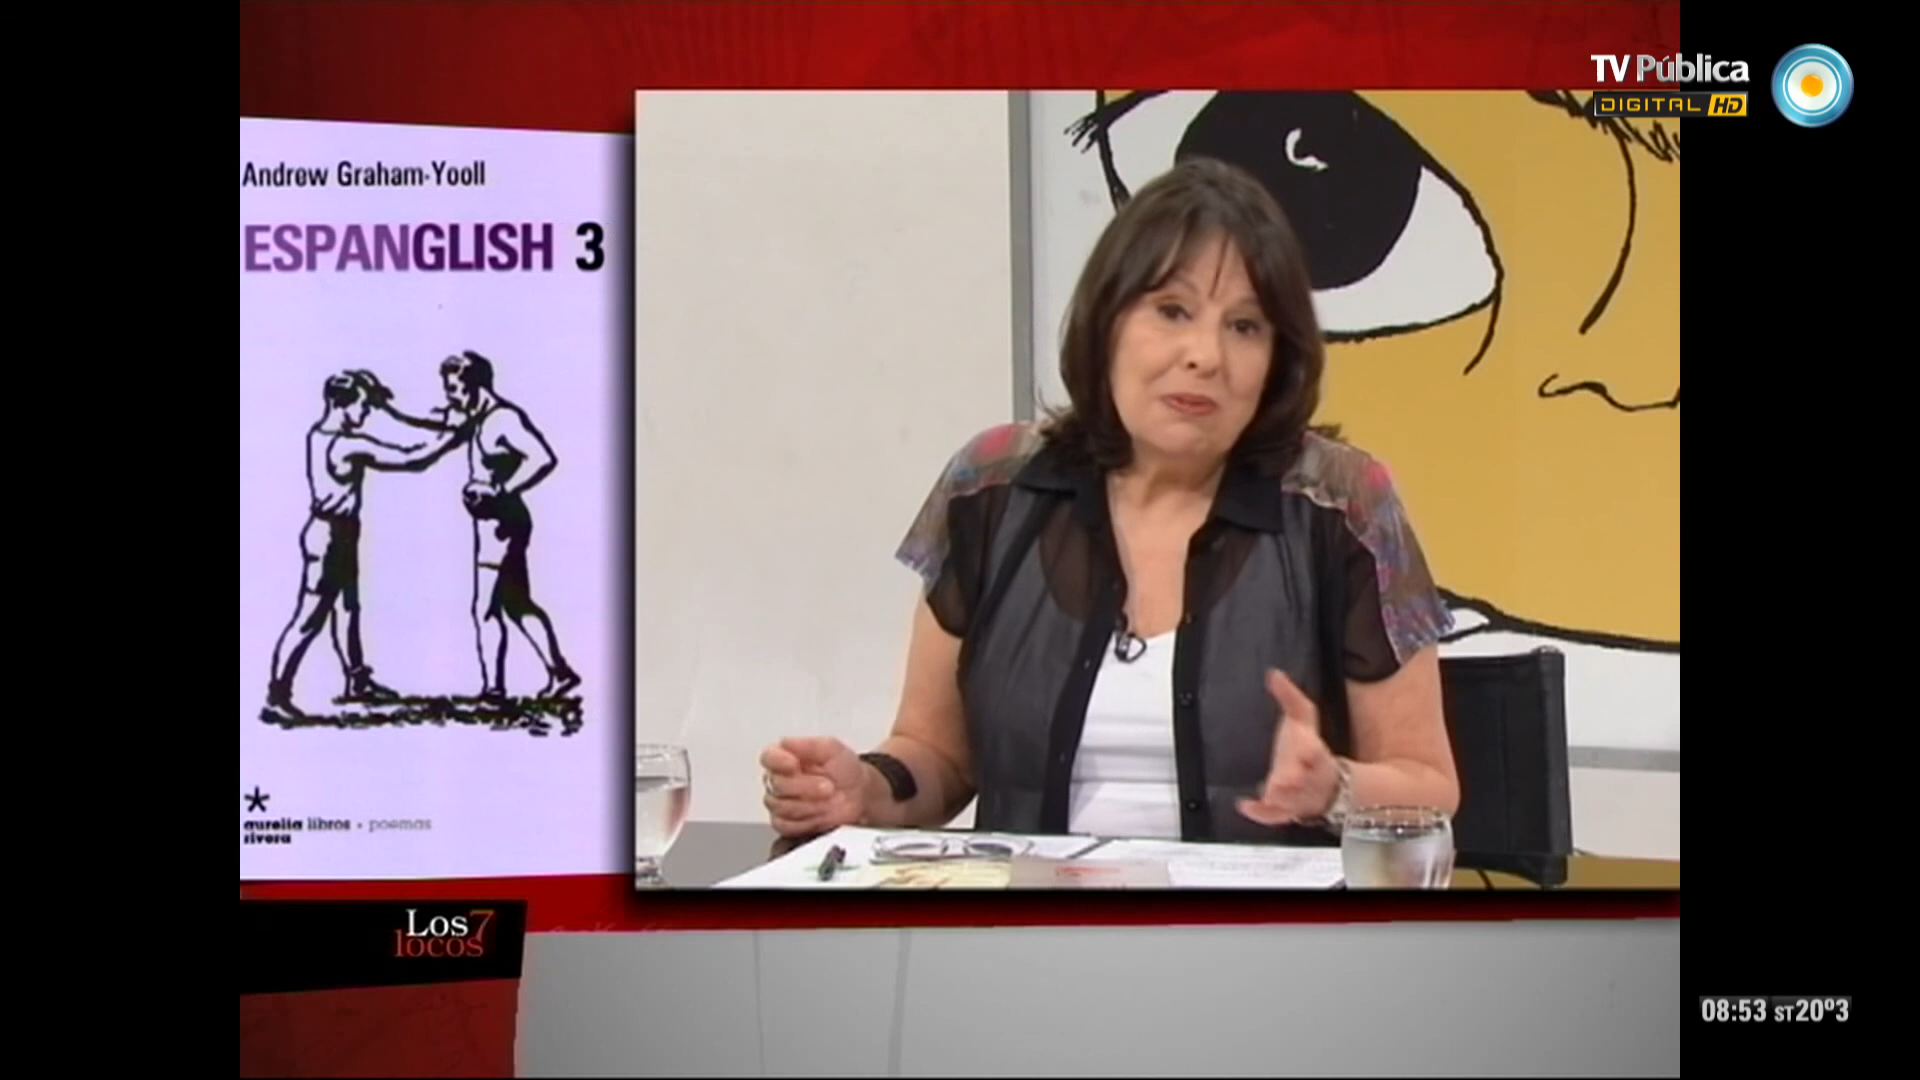 TV Pública
DIGITAL HD
Andrew Graham-Yooll
ESPANGLISH 3
*
aurelia libros • poemas
rivera
Los 7
locos
08:53 ST20º3